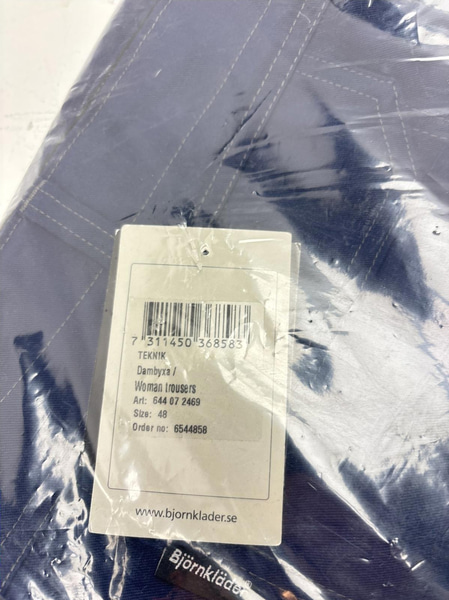 7 311450 368583
TEKNIK
Dambyxa /
Woman trousers
Art: 644 07 2469
Size: 48
Order no: 6544858
www.bjornklader.se
Björnkläder